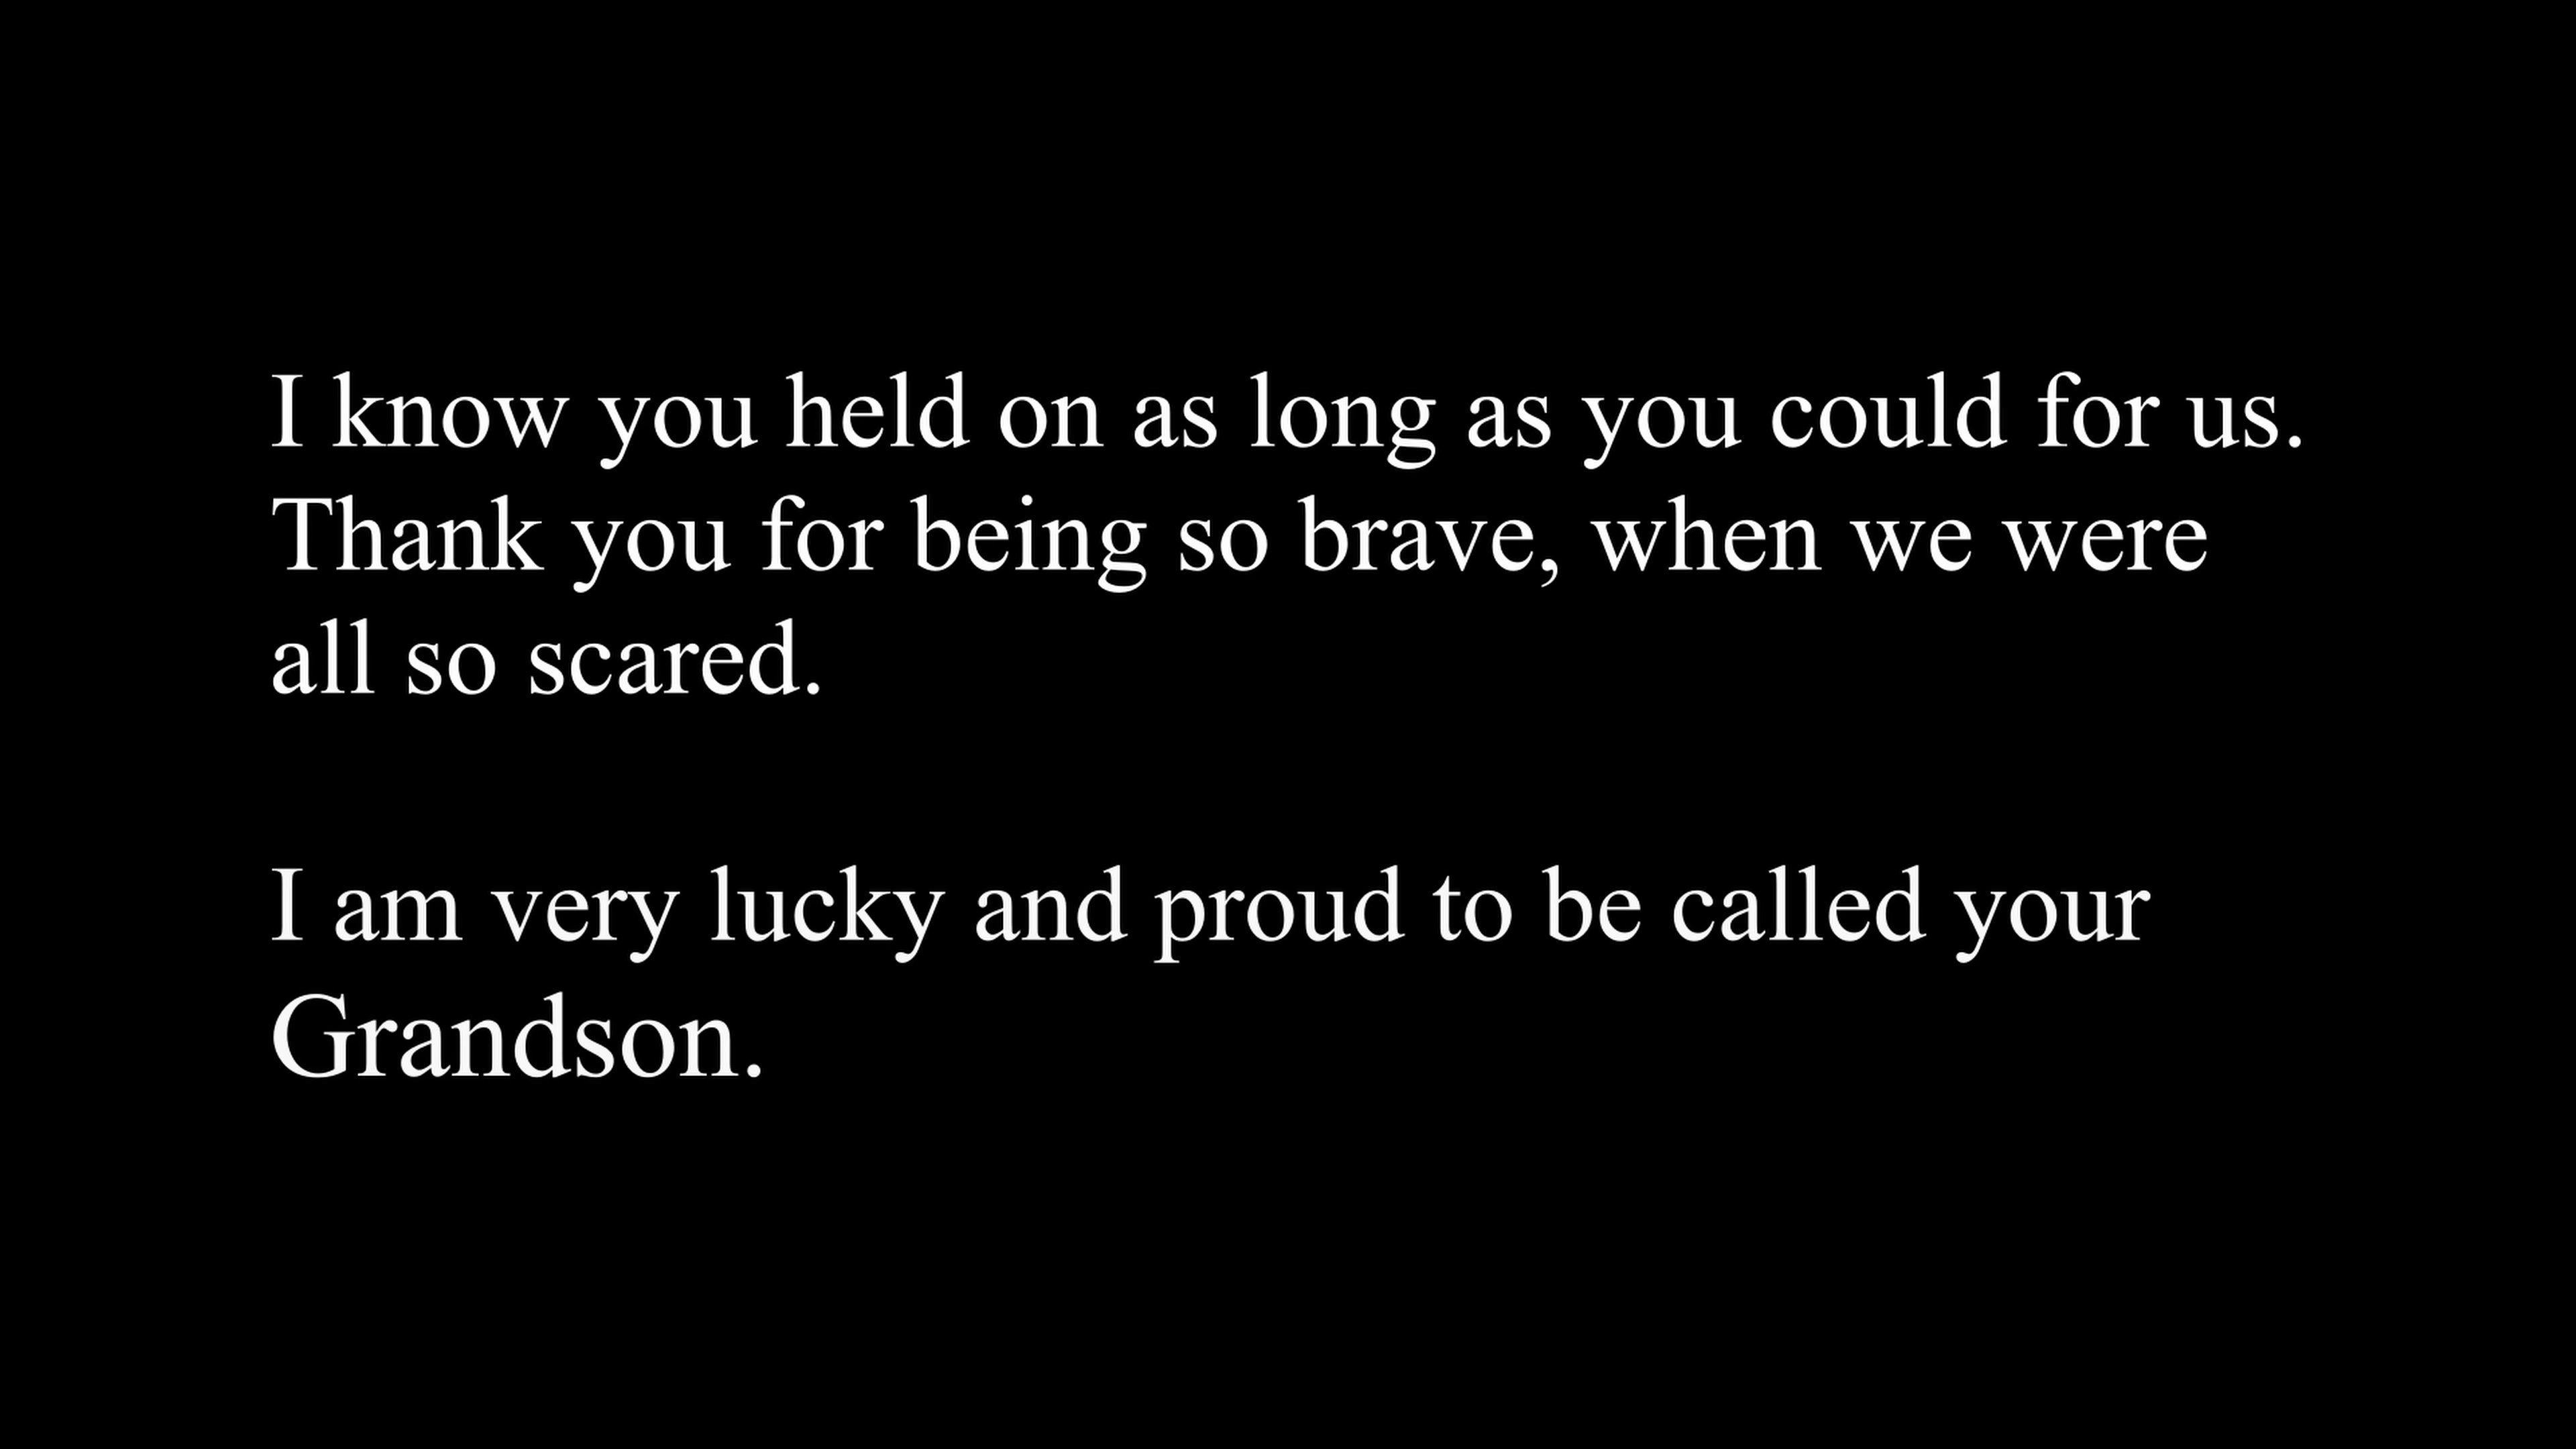 I know you held on as long as you could for us.
Thank you for being so brave, when we were
all so scared.
I am very lucky and proud to be called your
Grandson.